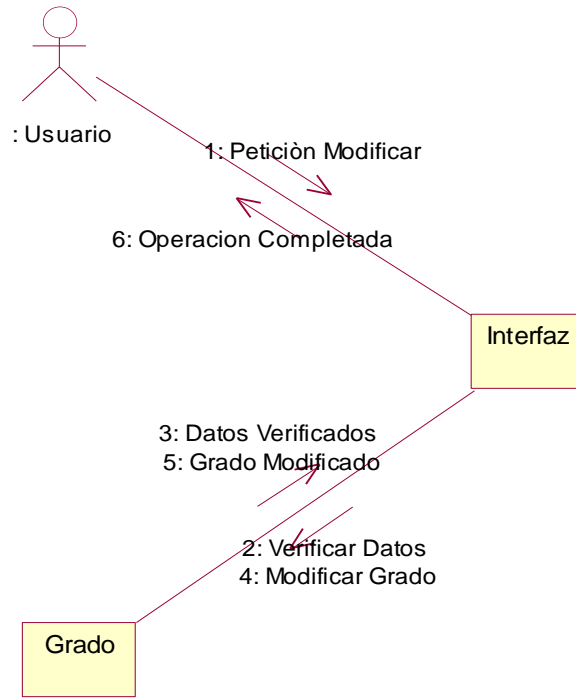 : Usuario
1: Peticiòn Modificar
6: Operacion Completada
Interfaz
3: Datos Verificados
5: Grado Modificado
2: Verificar Datos
4: Modificar Grado
Grado